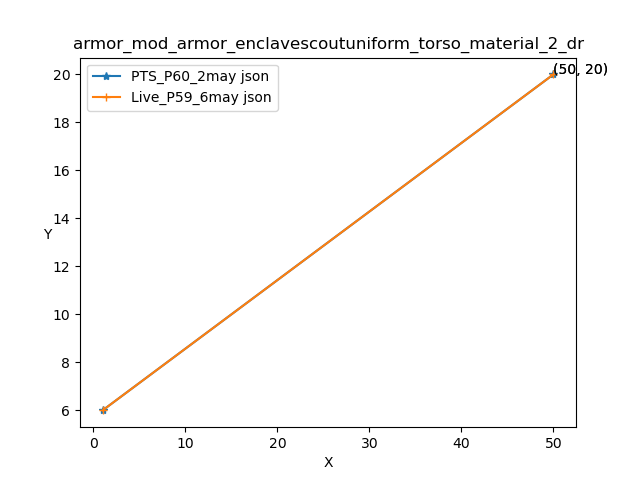 armor_mod_armor_enclavescoutuniform_torso_material_2_dr
PTS_P60_2may json
Live_P59_6may json
(50, 20)
20
18
16
14
12
10
8
6
Y
0 10 20 30 40 50
X